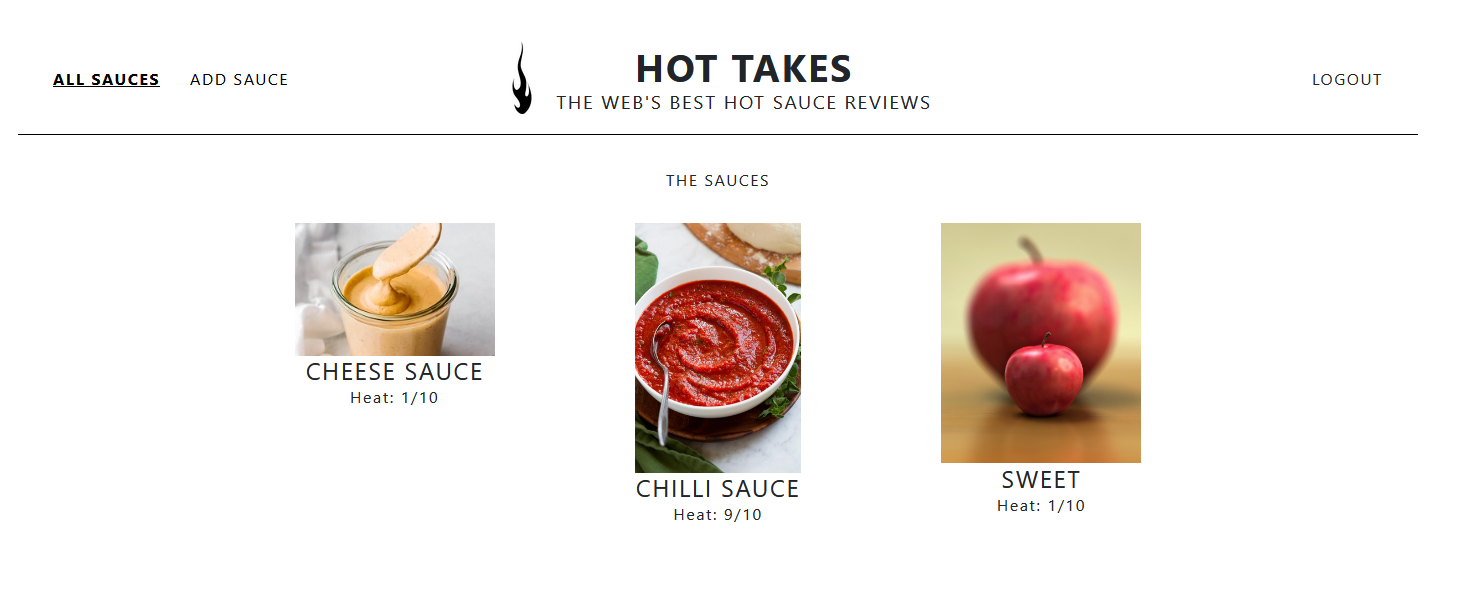 ALL SAUCES
ADD SAUCE
HOT TAKES
THE WEB'S BEST HOT SAUCE REVIEWS
LOGOUT
THE SAUCES
CHEESE SAUCE
Heat: 1/10
CHILLI SAUCE
Heat: 9/10
SWEET
Heat: 1/10